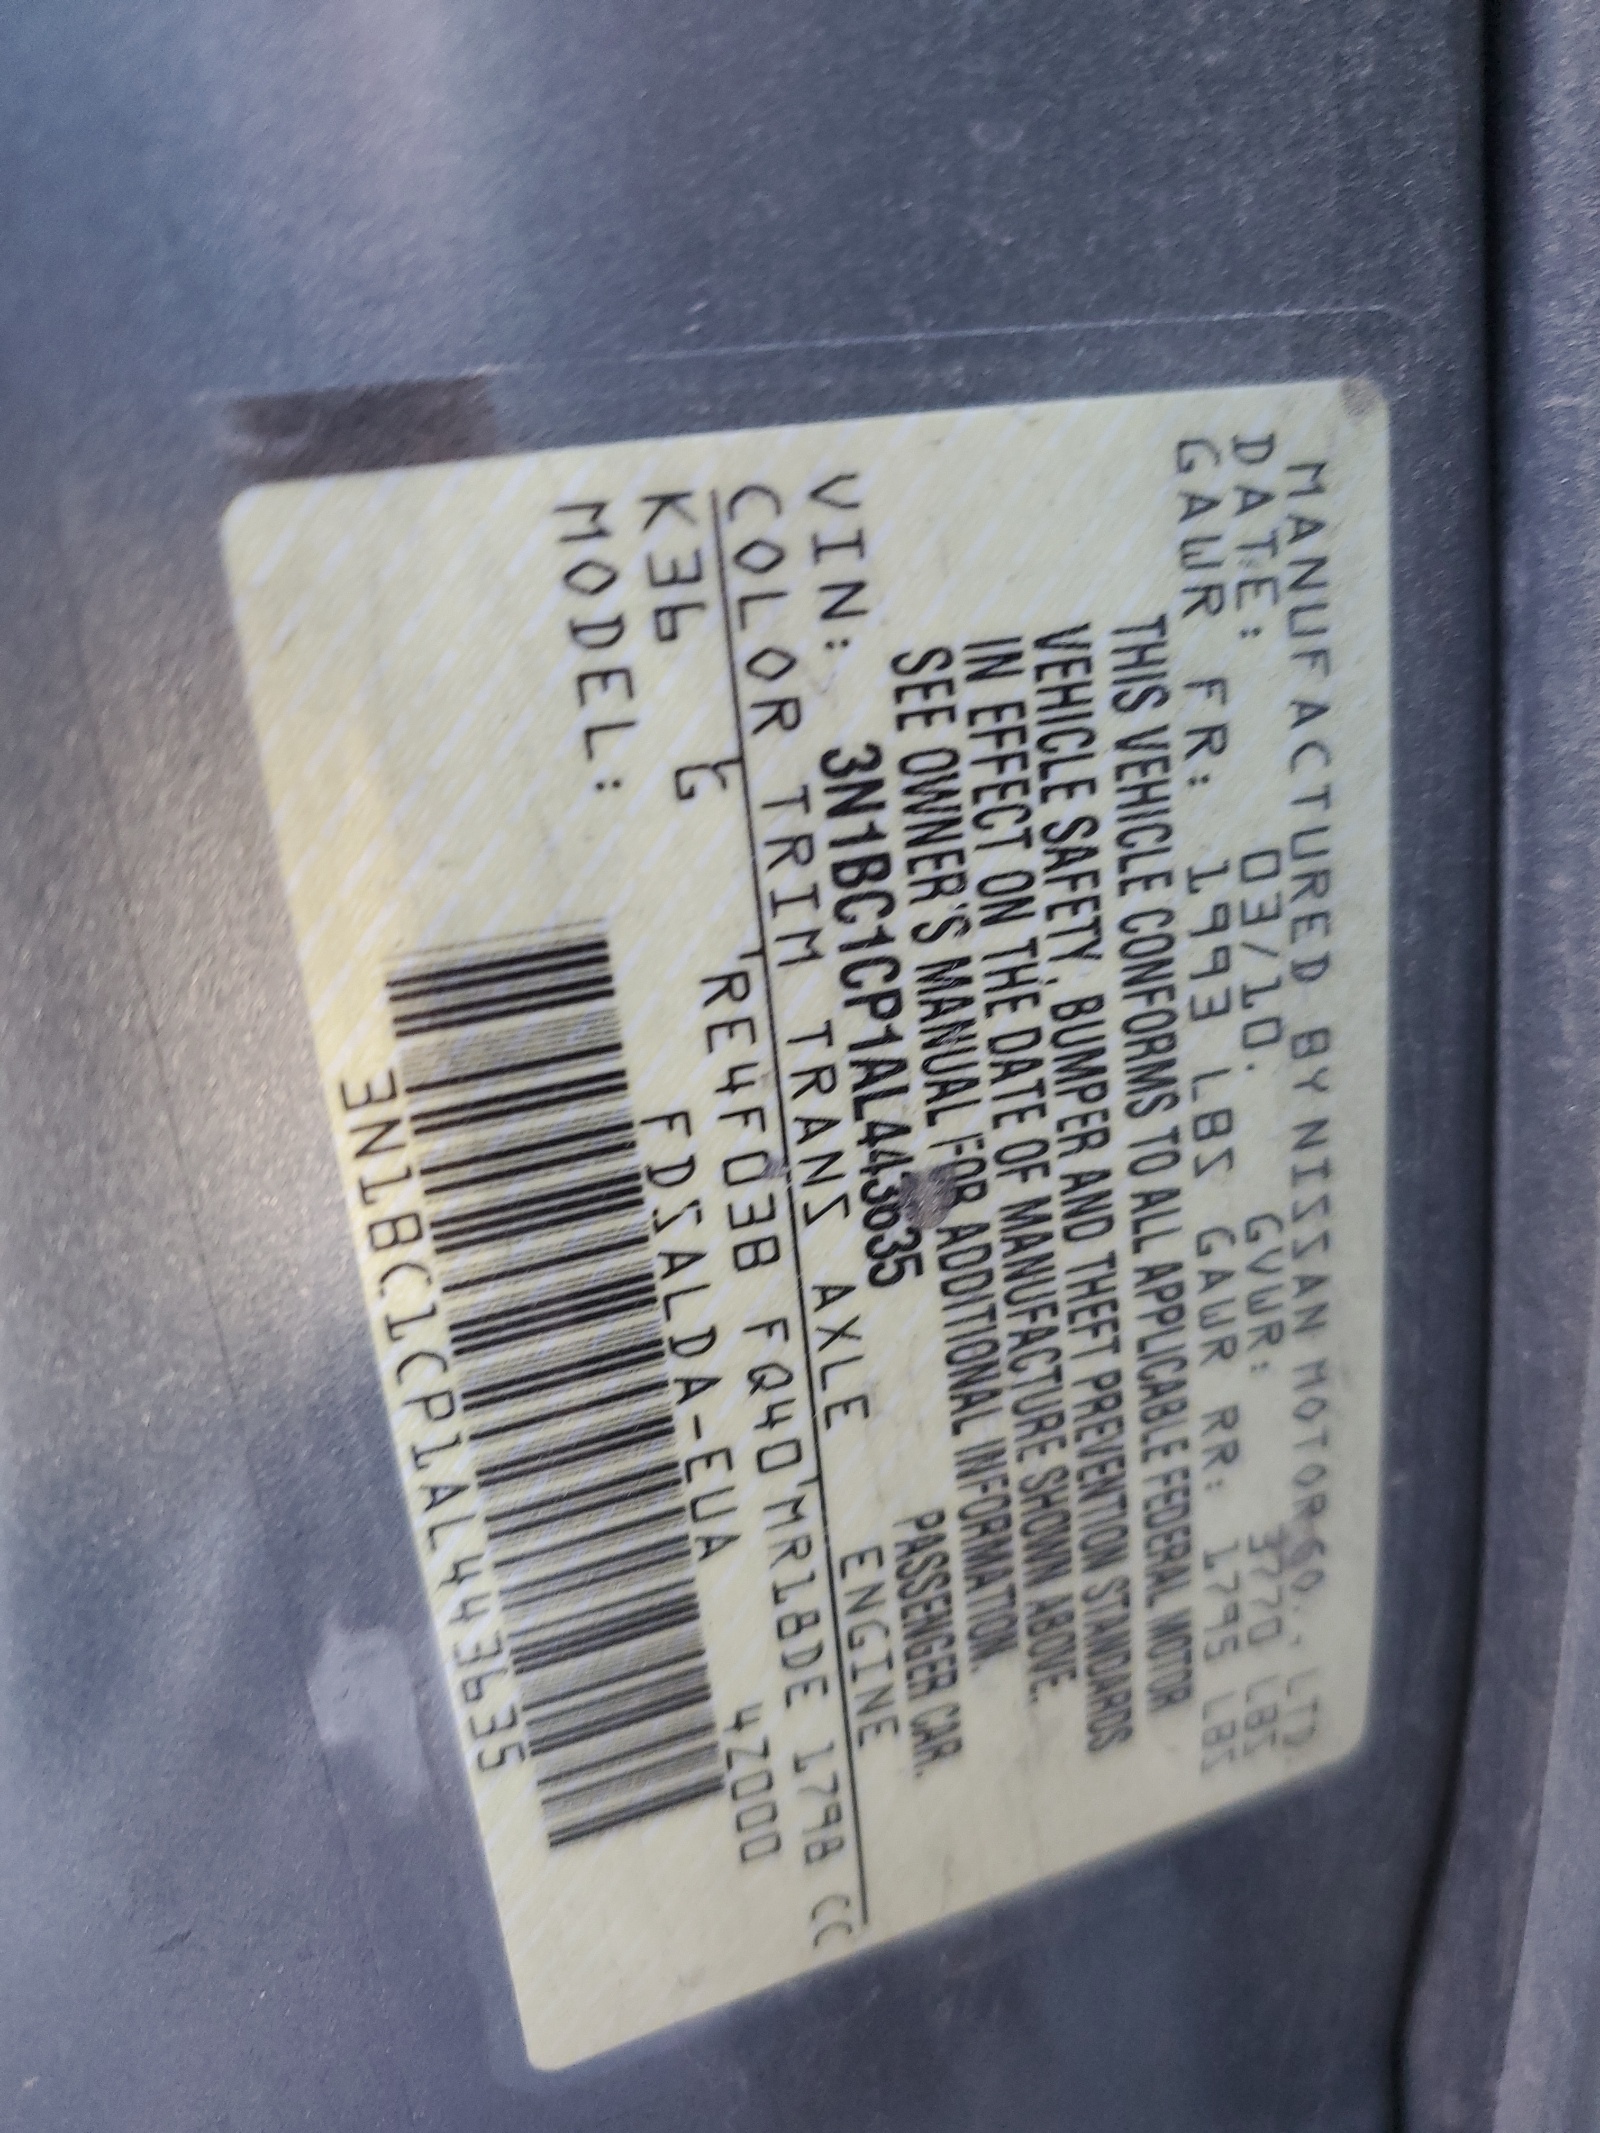 MANUFACTURED BY NISSAN MOTOR CO., LTD.
DATE: 03/10. GVWR: 3770 LBS
GAWR FR: 1993 LBS GAWR RR: 1795 LBS
THIS VEHICLE CONFORMS TO ALL APPLICABLE FEDERAL MOTOR
VEHICLE SAFETY, BUMPER AND THEFT PREVENTION STANDARDS
IN EFFECT ON THE DATE OF MANUFACTURE SHOWN ABOVE.
SEE OWNER'S MANUAL FOR ADDITIONAL INFORMATION.
VIN: 3N1BC1CP1AL443635 PASSENGER CAR.
COLOR TRIM TRANS AXLE ENGINE
K36 G RE4F03B FQ40 MR18DE 1798 CC
MODEL: FDSALDA-EUA 4Z000
3N1BC1CP1AL443635